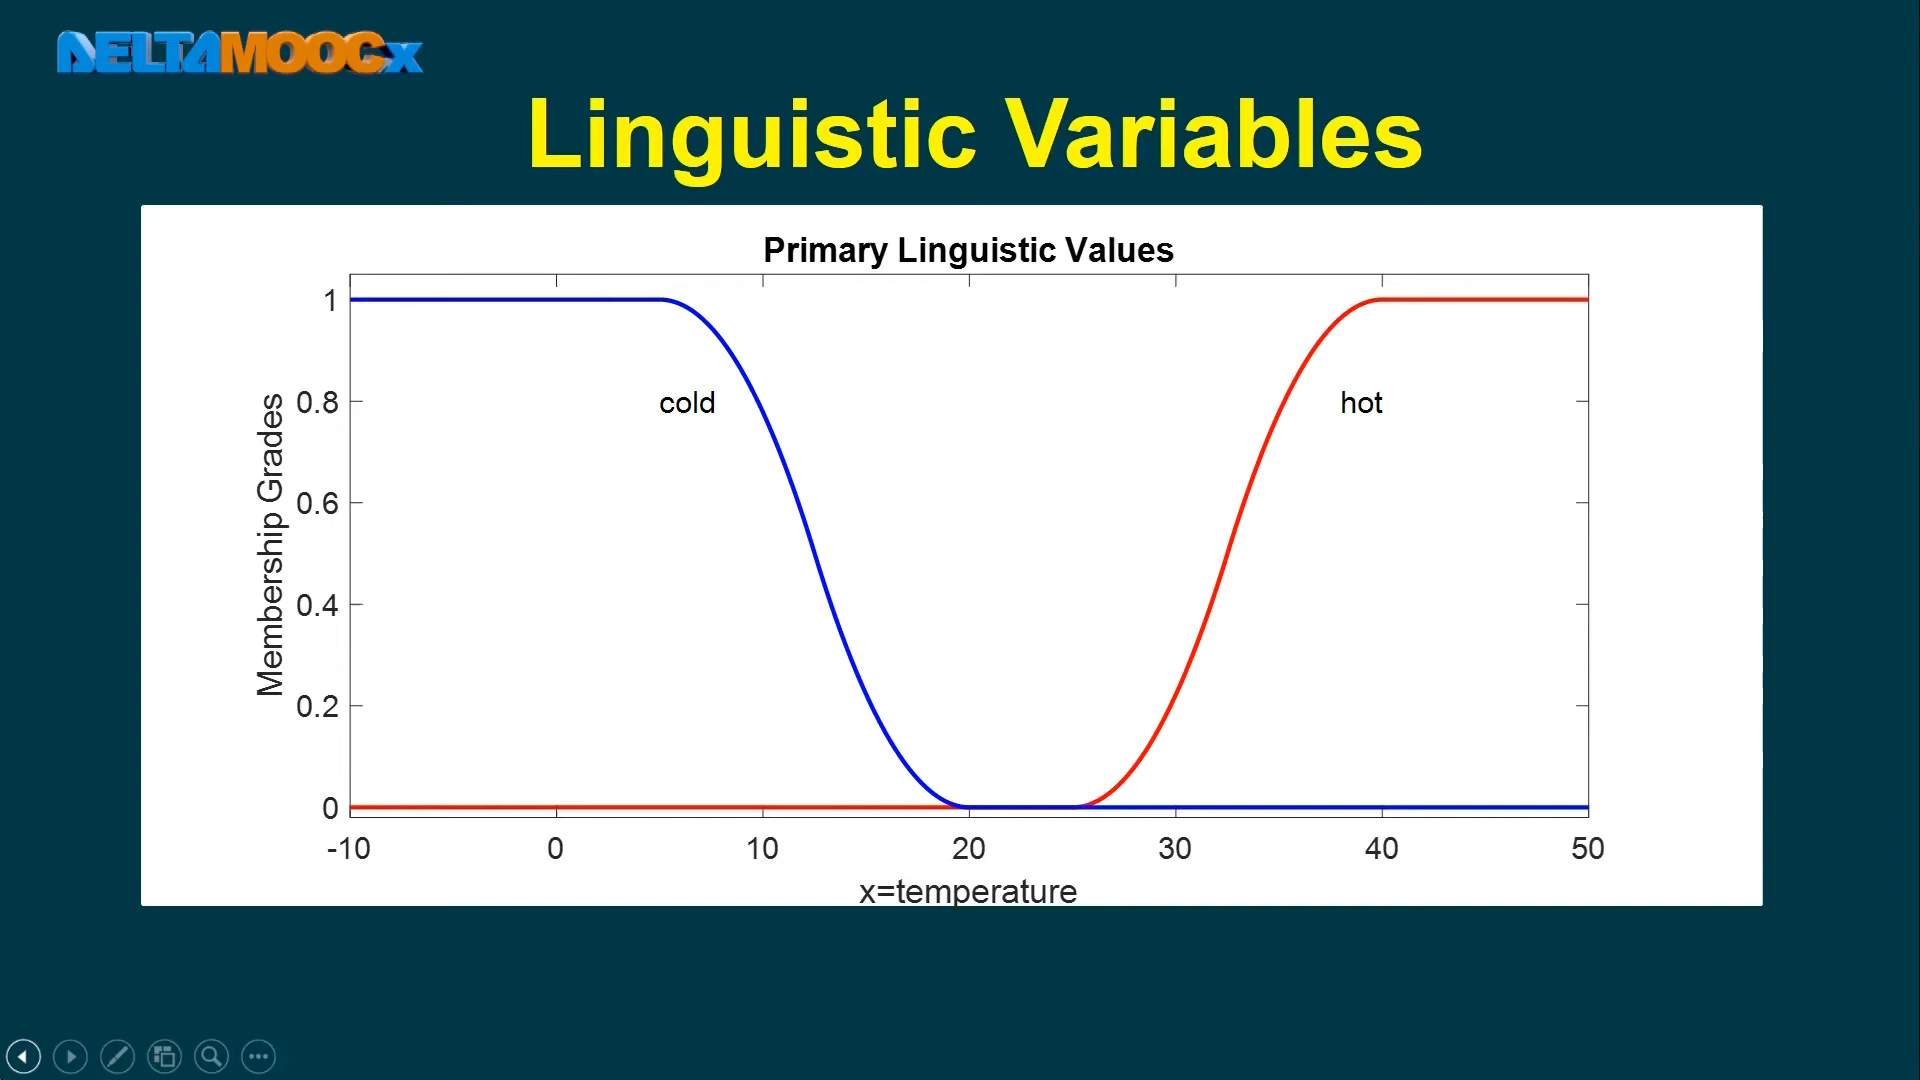 DELTAMOOCx
Linguistic Variables
Primary Linguistic Values
1
0.8
0.6
0.4
0.2
0
Membership Grades
cold
hot
-10 0 10 20 30 40 50
x=temperature